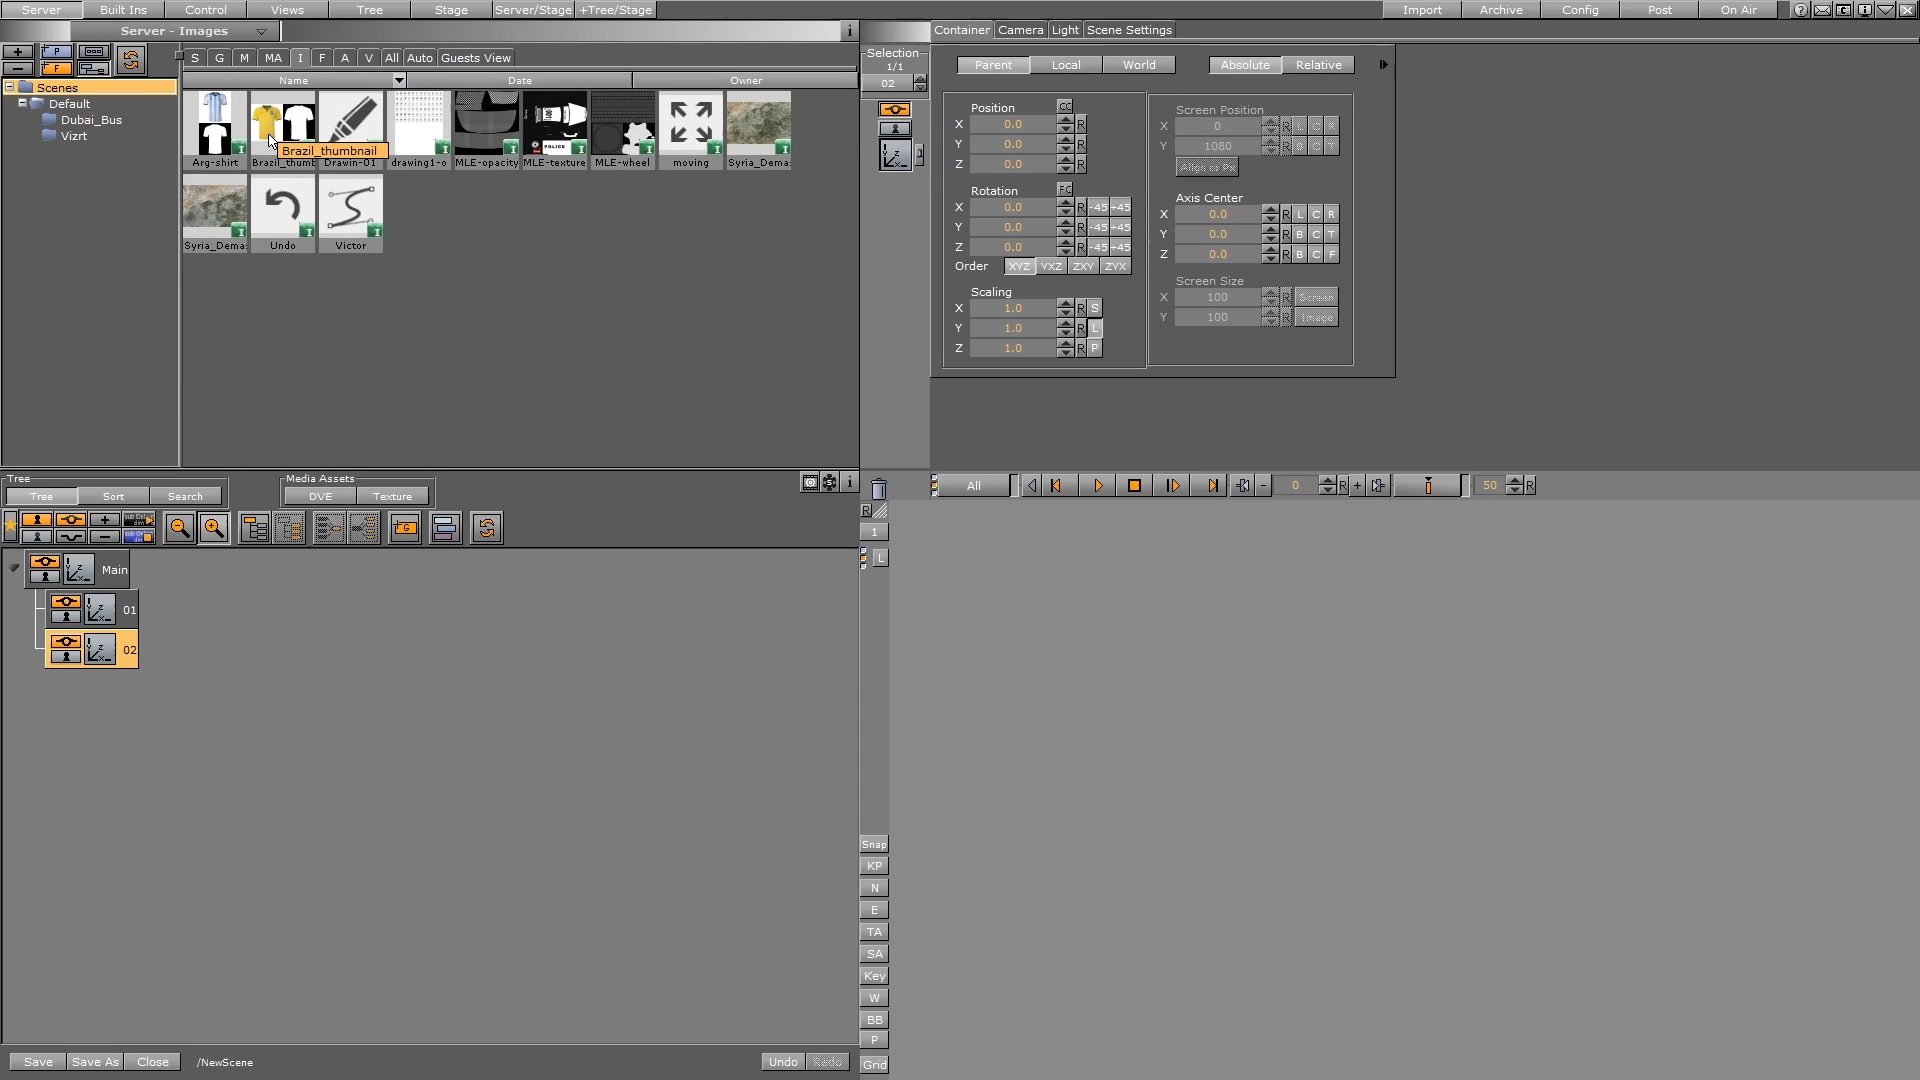 Server Built Ins Control Views Tree Stage Server/Stage +Tree/Stage Import Archive Config Post On Air
Server - Images
S G M MA I F A V All Auto Guests View
Name Date Owner
Scenes
Default
Dubai_Bus
Vizrt
Brazil_thumbnail
Arg-shirt Brazil_thumb Drawin-01 drawing1-o MLE-opacity MLE-texture MLE-wheel moving Syria_Dema:
Syria_Dema: Undo Victor
Container Camera Light Scene Settings
Selection
1/1
02
Parent Local World Absolute Relative
Position CC
X 0.0 R
Y 0.0 R
Z 0.0 R
Rotation FC
X 0.0 R -45 +45
Y 0.0 R -45 +45
Z 0.0 R -45 +45
Order XYZ YXZ ZXY ZYX
Scaling
X 1.0 R S
Y 1.0 R L
Z 1.0 R P
Screen Position
X 0 R L C R
Y 1080 R B C T
Align to Px
Axis Center
X 0.0 R L C R
Y 0.0 R B C T
Z 0.0 R B C F
Screen Size
X 100 R Screen
Y 100 R Image
Tree
Tree Sort Search
Media Assets
DVE Texture
All 0 R + 50 R
R
1
L
Main
01
02
Snap
KP
N
E
TA
SA
Key
W
BB
P
Grid
Save Save As Close /NewScene Undo Redo